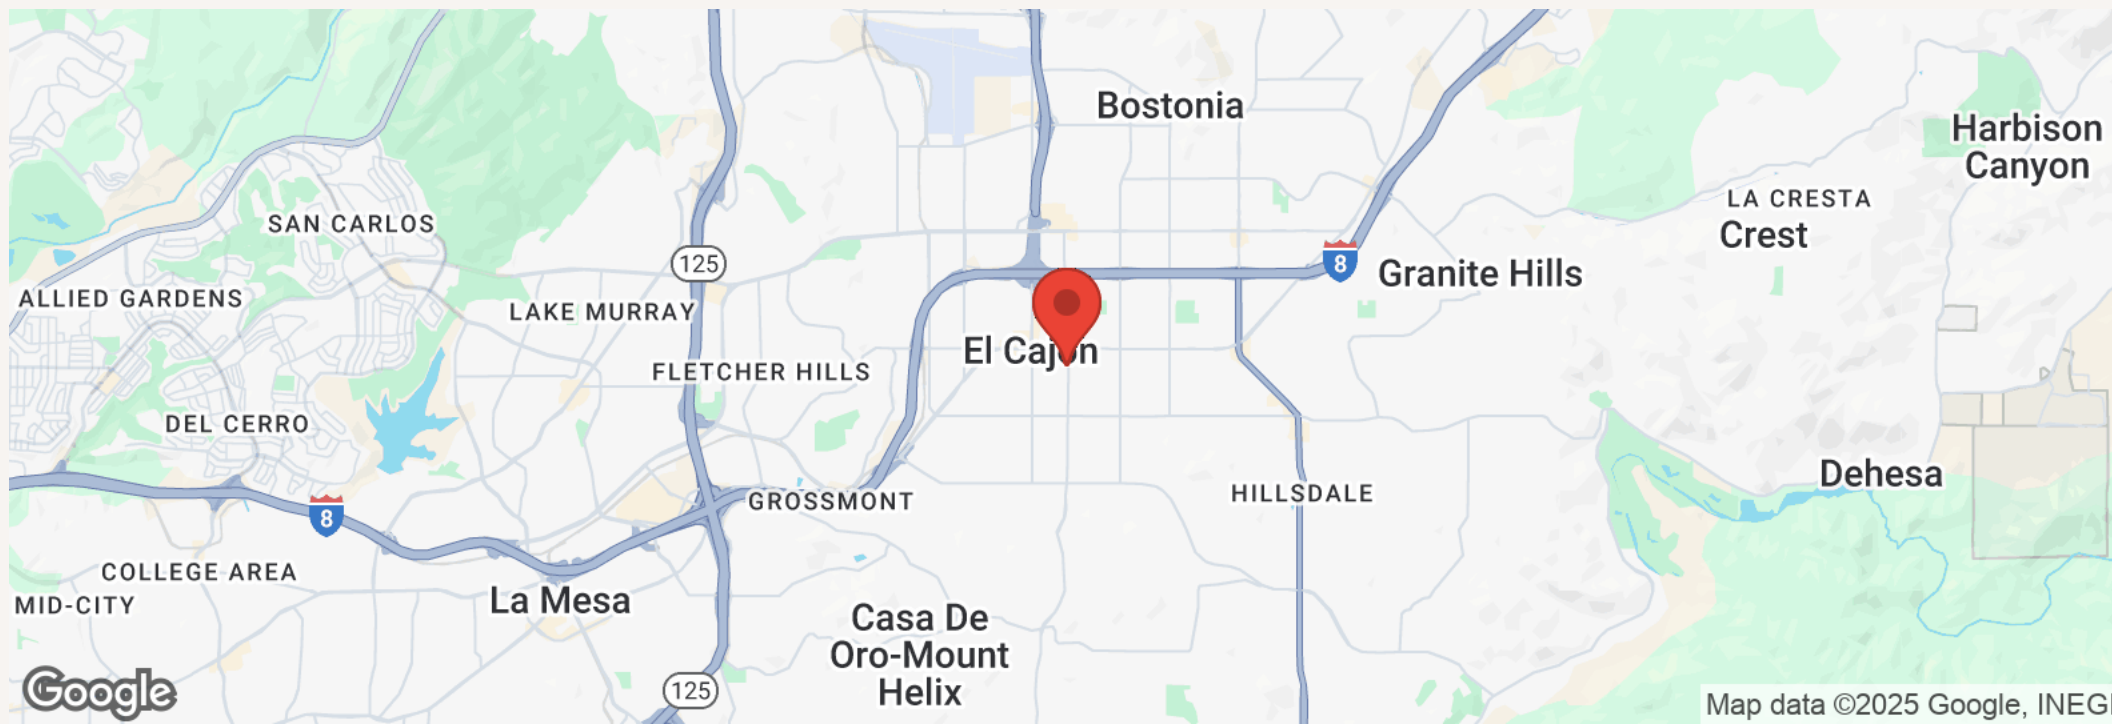 Bostonia
Harbison
Canyon
LA CRESTA
Crest
SAN CARLOS
125
8
Granite Hills
ALLIED GARDENS
LAKE MURRAY
El Cajon
FLETCHER HILLS
DEL CERRO
Dehesa
HILLSDALE
GROSSMONT
8
COLLEGE AREA
MID-CITY
La Mesa
Casa De
Oro-Mount
Helix
125
Google
Map data ©2025 Google, INEGI